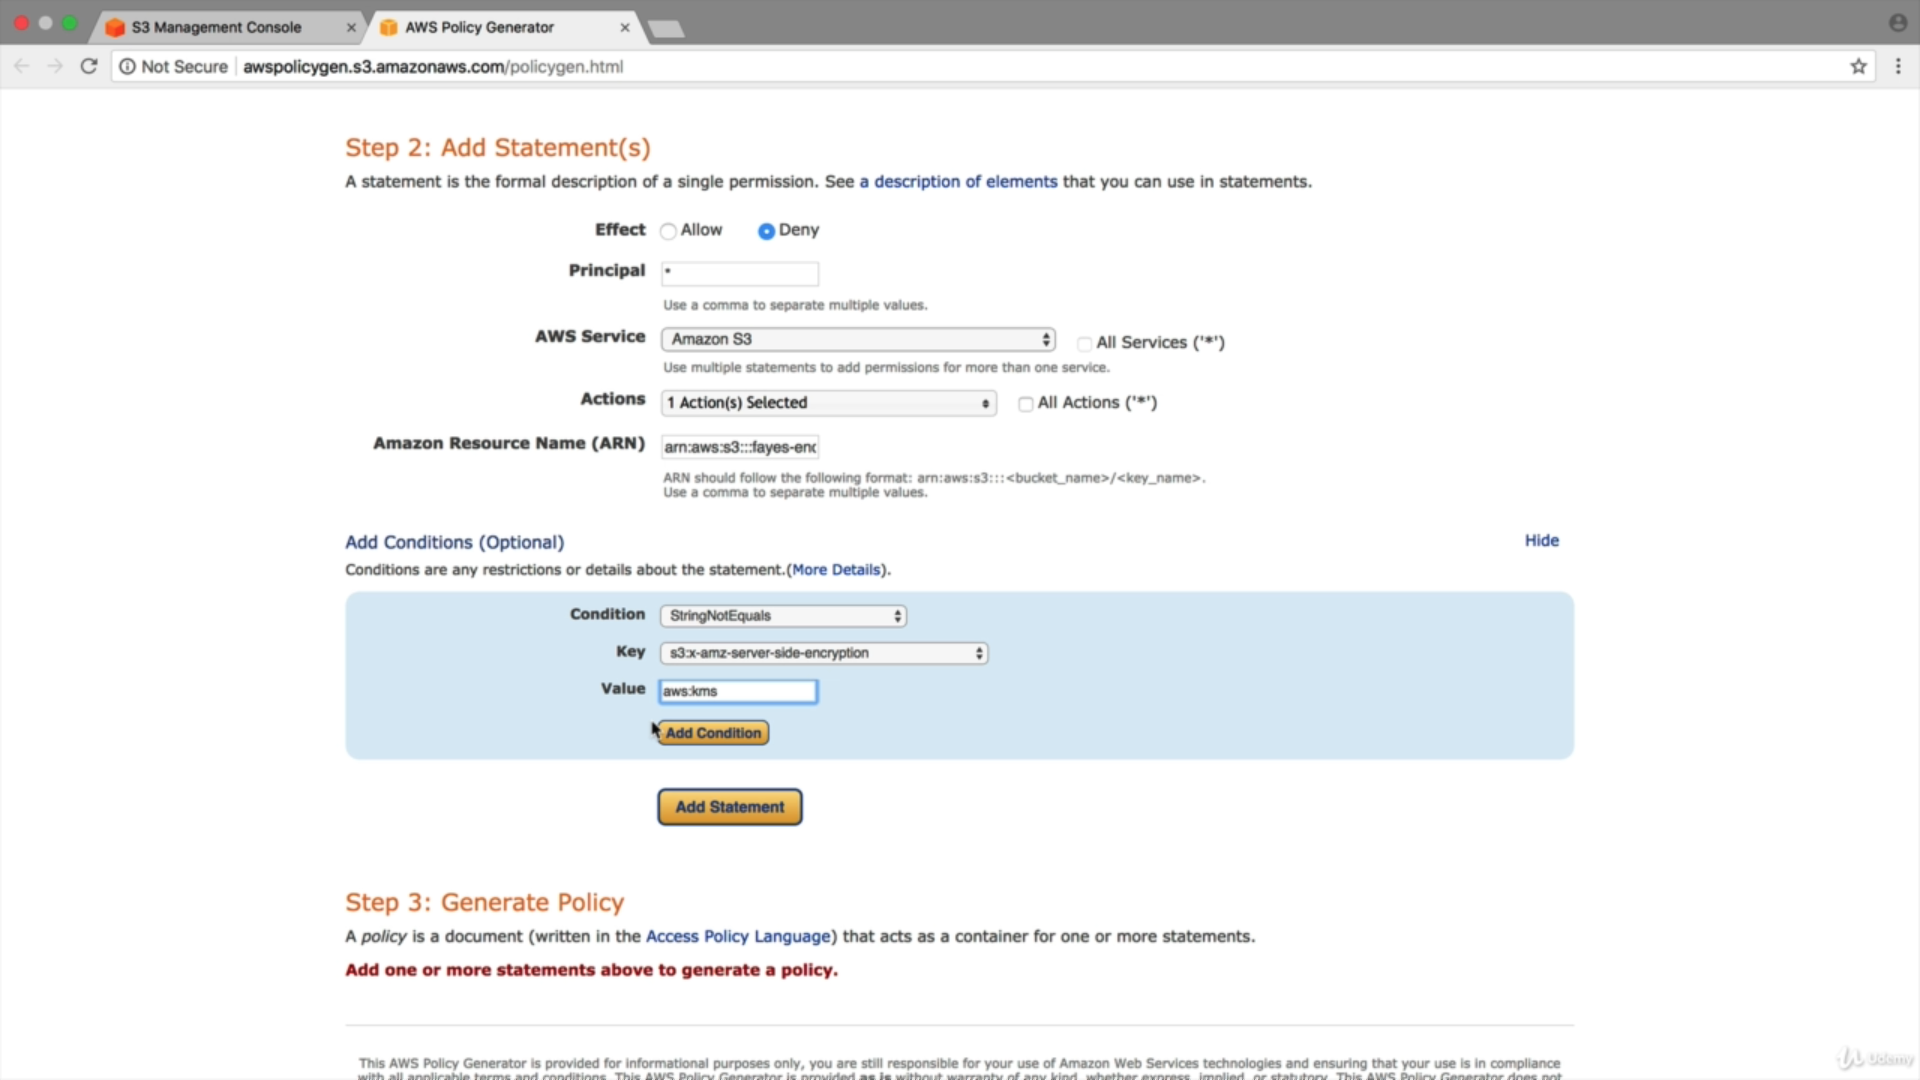 S3 Management Console
AWS Policy Generator
Not Secure awspolicygen.s3.amazonaws.com/policygen.html
Step 2: Add Statement(s)
A statement is the formal description of a single permission. See a description of elements that you can use in statements.
Effect Allow Deny
Principal *
Use a comma to separate multiple values.
AWS Service Amazon S3 All Services ('*')
Use multiple statements to add permissions for more than one service.
Actions 1 Action(s) Selected All Actions ('*')
Amazon Resource Name (ARN) arn:aws:s3:::fayes-enc
ARN should follow the following format: arn:aws:s3:::<bucket_name>/<key_name>.
Use a comma to separate multiple values.
Add Conditions (Optional) Hide
Conditions are any restrictions or details about the statement.(More Details).
Condition StringNotEquals
Key s3:x-amz-server-side-encryption
Value aws:kms
Add Condition
Add Statement
Step 3: Generate Policy
A policy is a document (written in the Access Policy Language) that acts as a container for one or more statements.
Add one or more statements above to generate a policy.
This AWS Policy Generator is provided for informational purposes only, you are still responsible for your use of Amazon Web Services technologies and ensuring that your use is in compliance
with all applicable terms and conditions. This AWS Policy Generator is provided as is without warranty of any kind, whether express, implied, or statutory. This AWS Policy Generator does not
Udemy